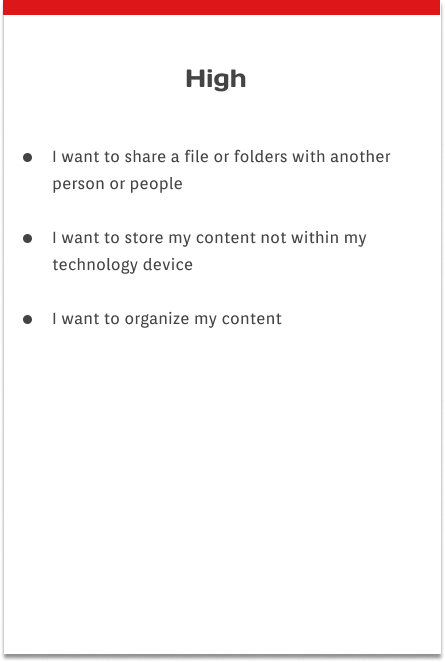 High
I want to share a file or folders with another
person or people
I want to store my content not within my
technology device
I want to organize my content